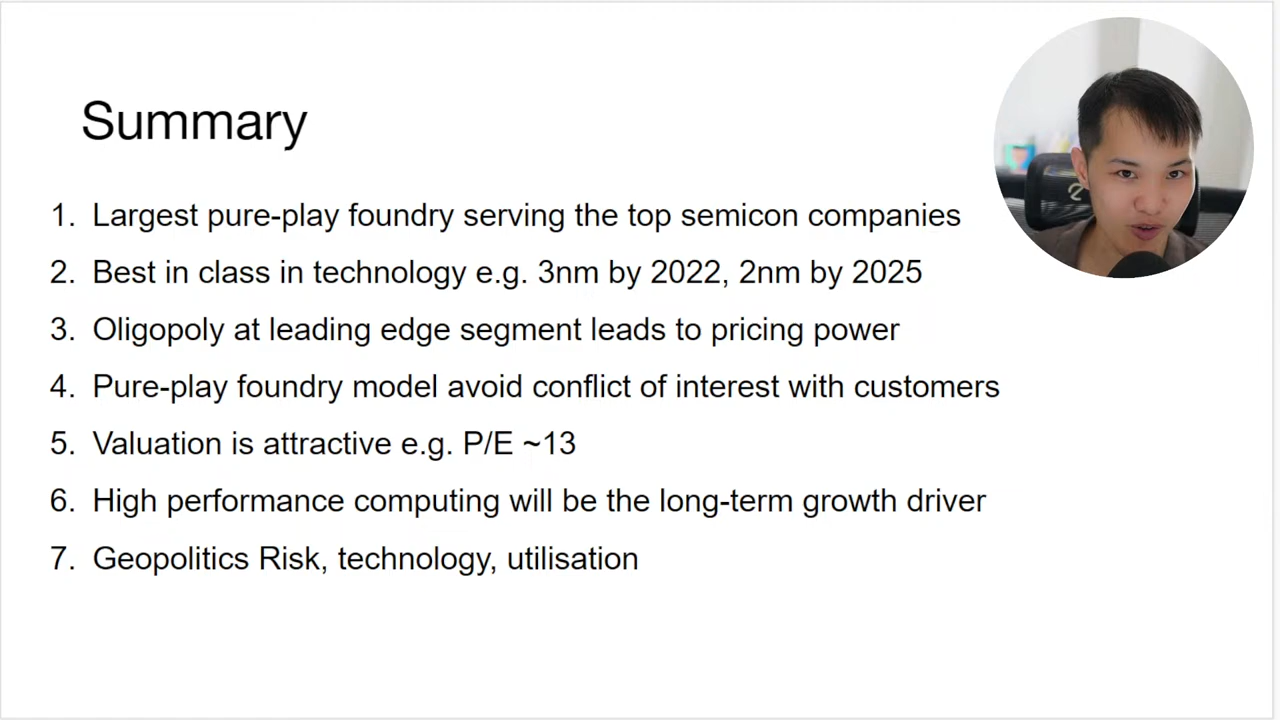 Summary
1. Largest pure-play foundry serving the top semicon companies
2. Best in class in technology e.g. 3nm by 2022, 2nm by 2025
3. Oligopoly at leading edge segment leads to pricing power
4. Pure-play foundry model avoid conflict of interest with customers
5. Valuation is attractive e.g. P/E ~13
6. High performance computing will be the long-term growth driver
7. Geopolitics Risk, technology, utilisation